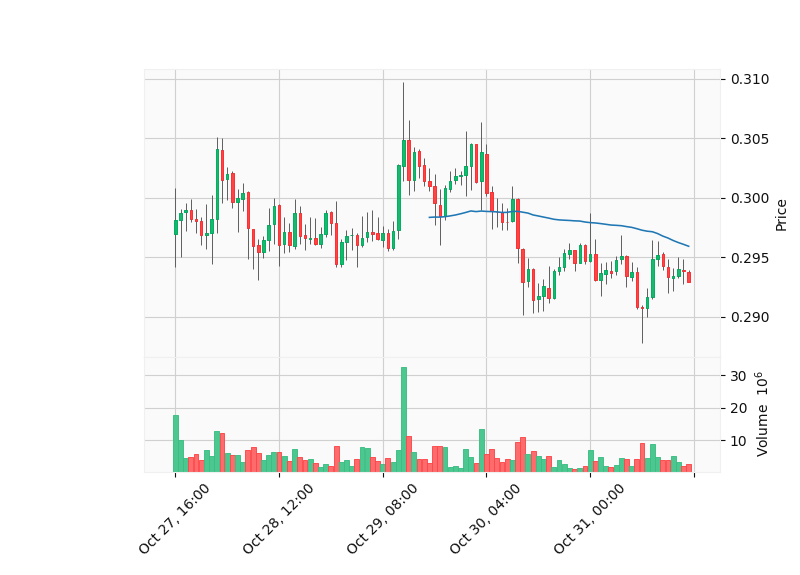 0.310
0.305
0.300
0.295
0.290
Price
30
20
10
Volume 10^6
Oct 27, 16:00
Oct 28, 12:00
Oct 29, 08:00
Oct 30, 04:00
Oct 31, 00:00